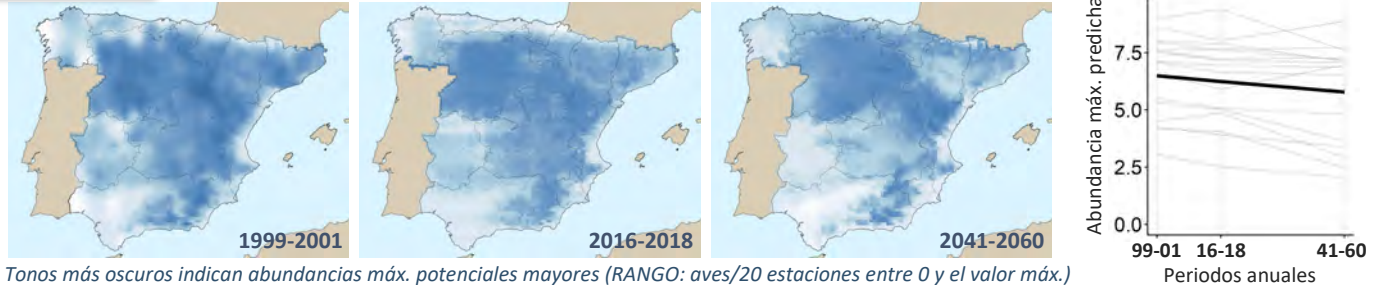 1999-2001
2016-2018
2041-2060
Tonos más oscuros indican abundancias máx. potenciales mayores (RANGO: aves/20 estaciones entre 0 y el valor máx.)
Abundancia máx. predicha
7.5
5.0
2.5
0.0
99-01 16-18 41-60
Periodos anuales